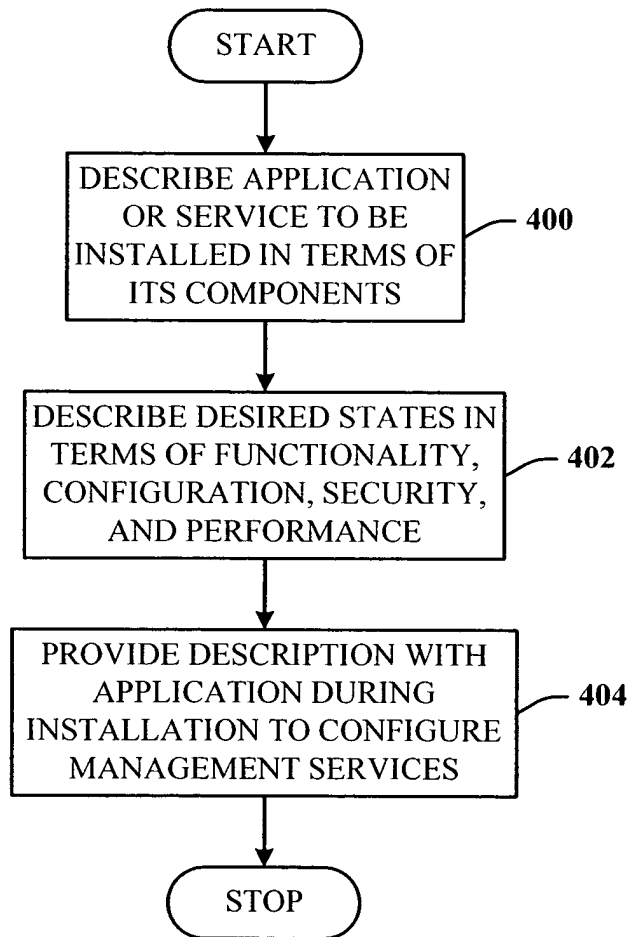 START
DESCRIBE APPLICATION
OR SERVICE TO BE
INSTALLED IN TERMS OF
ITS COMPONENTS
400
DESCRIBE DESIRED STATES IN
TERMS OF FUNCTIONALITY,
CONFIGURATION, SECURITY,
AND PERFORMANCE
402
PROVIDE DESCRIPTION WITH
APPLICATION DURING
INSTALLATION TO CONFIGURE
MANAGEMENT SERVICES
404
STOP